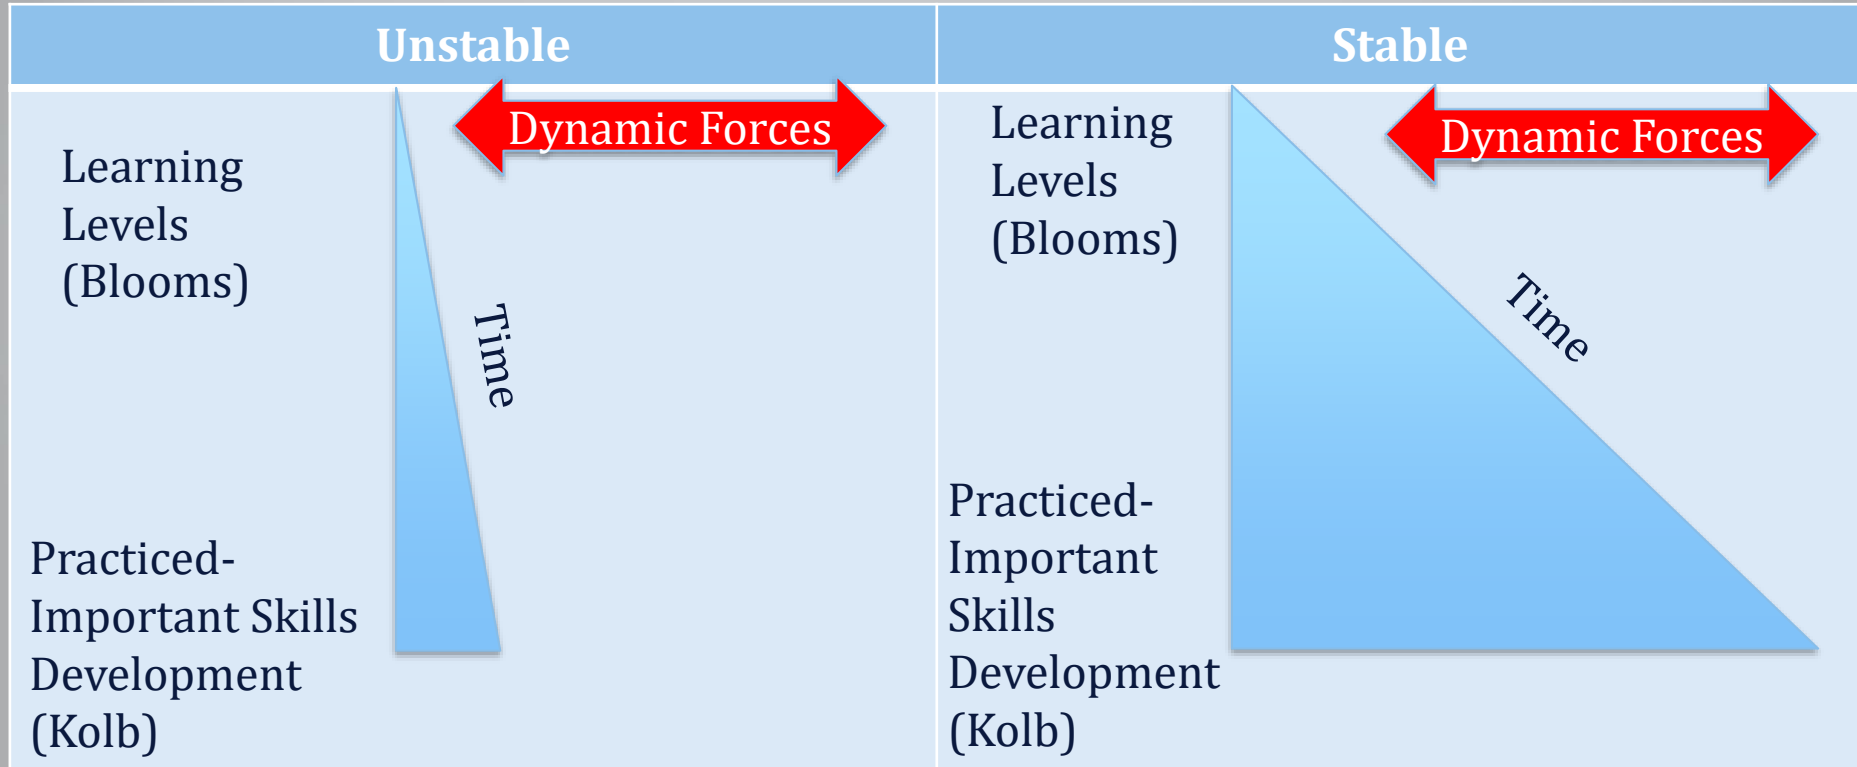 Unstable
Stable
Dynamic Forces
Learning
Levels
(Blooms)
Time
Practiced-
Important Skills
Development
(Kolb)
Dynamic Forces
Learning
Levels
(Blooms)
Time
Practiced-
Important
Skills
Development
(Kolb)